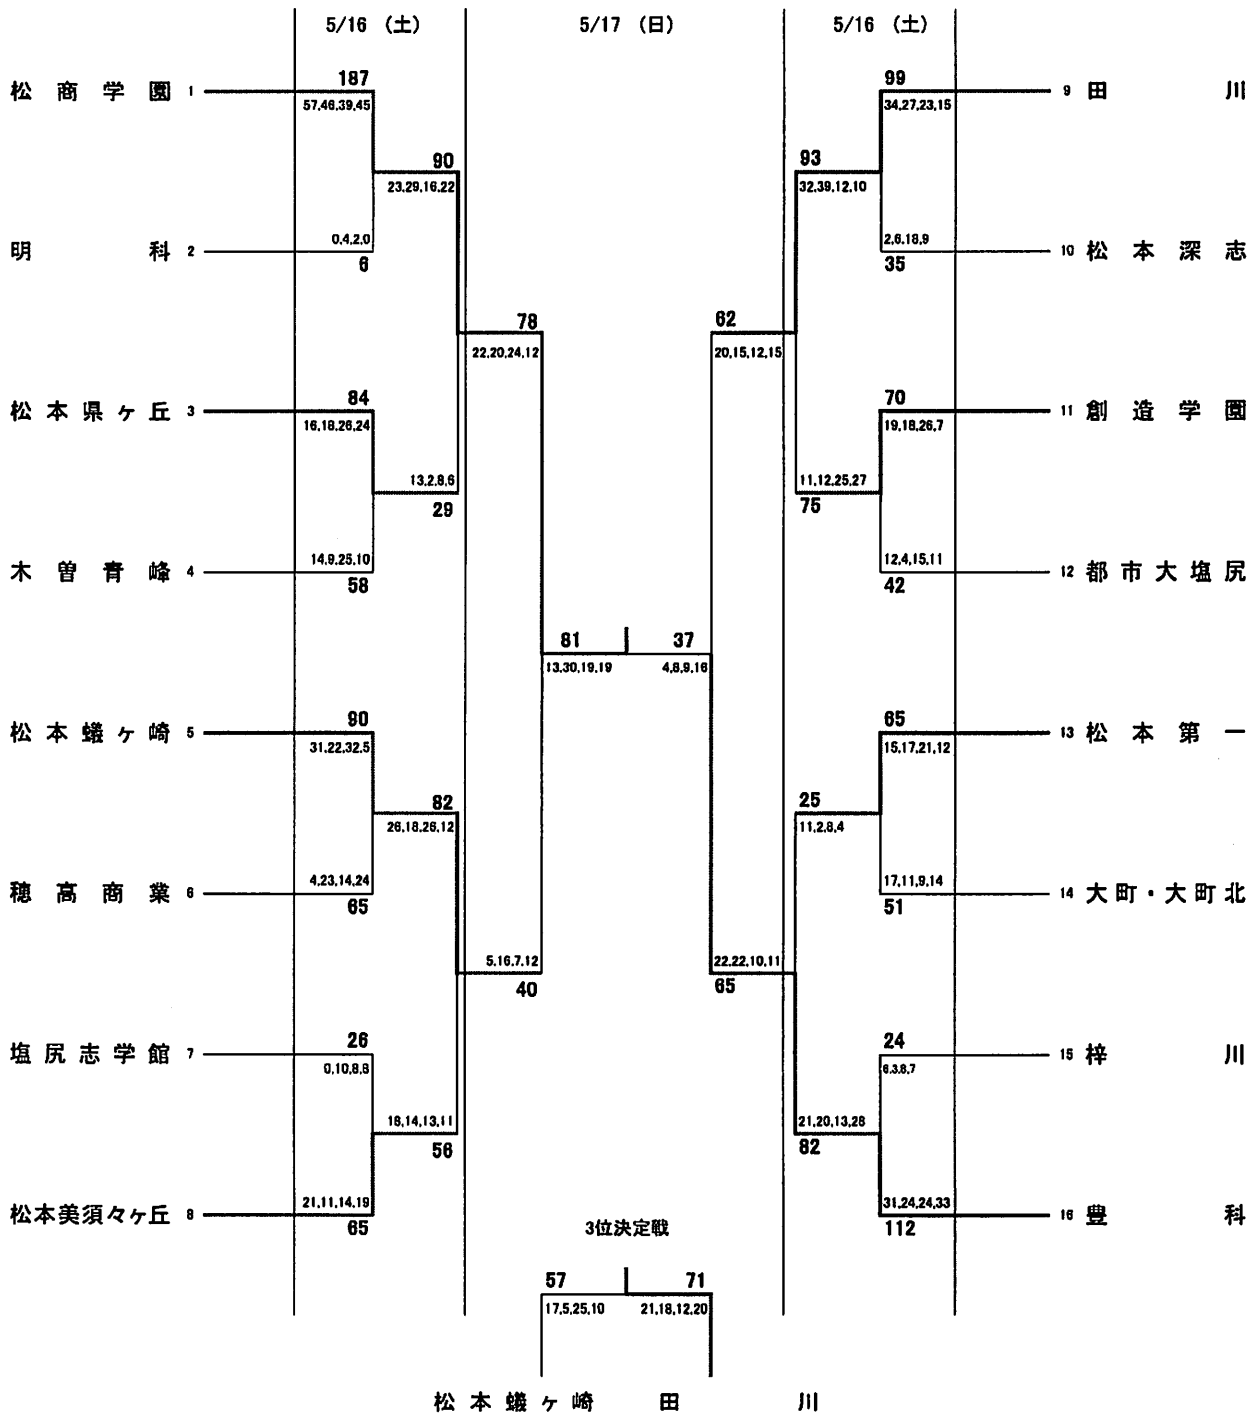 5/16 (土) 5/17 (日) 5/16 (土)
187 99
松商学園 1 9 田川
57,46,39,45 34,27,23,15
90 93
23,29,16,22 32,39,12,10
0,4,2,0 2,6,18,9
明科 2 10 松本深志
6 35
78 62
22,20,24,12 20,15,12,15
84 70
松本県ヶ丘 3 11 創造学園
16,18,26,24 19,18,26,7
13,2,8,6 11,12,25,27
29 75
14,9,25,10 12,4,15,11
木曽青峰 4 12 都市大塩尻
58 42
81 37
13,30,19,19 4,8,9,16
90 65
松本蟻ヶ崎 5 13 松本第一
31,22,32,5 15,17,21,12
82 25
26,18,26,12 11,2,8,4
4,23,14,24 17,11,9,14
穂高商業 6 14 大町・大町北
65 51
5,16,7,12 22,22,10,11
40 65
26 24
塩尻志学館 7 15 梓川
0,10,8,8 6,3,8,7
18,14,13,11 21,20,13,28
56 82
21,11,14,19 31,24,24,33
松本美須々ヶ丘 8 16 豊科
65 112
3位決定戦
57 71
17,5,25,10 21,18,12,20
松本蟻ヶ崎 田川